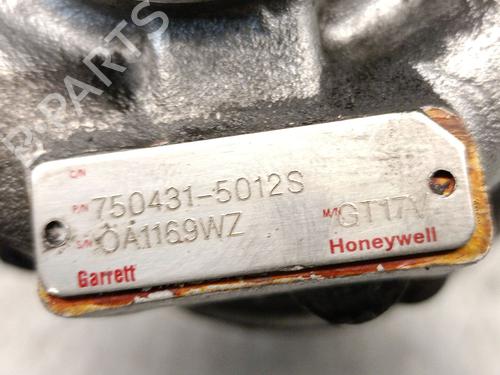 C/N
P/N 750431-5012S
S/N OA1169WZ M/N GT17V
Garrett Honeywell
B-PARTS